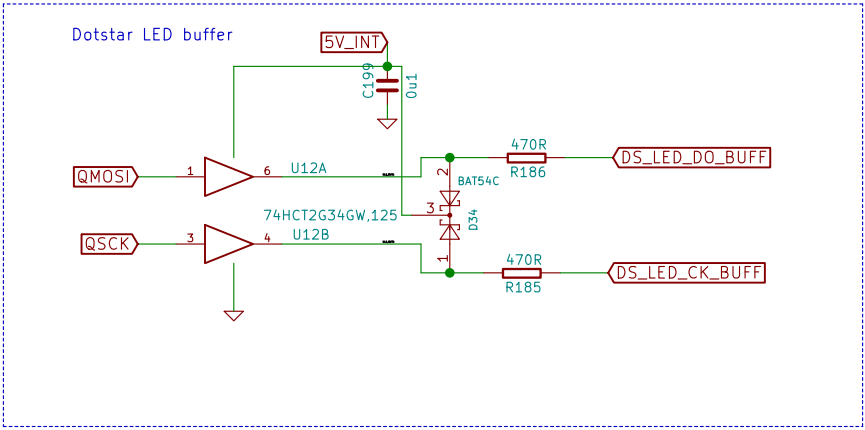 Dotstar LED buffer
5V_INT
C199
0u1
QMOSI
1
6
U12A
470R
R186
DS_LED_DO_BUFF
2
BAT54C
3
D34
74HCT2G34GW,125
QSCK
3
4
U12B
1
470R
R185
DS_LED_CK_BUFF